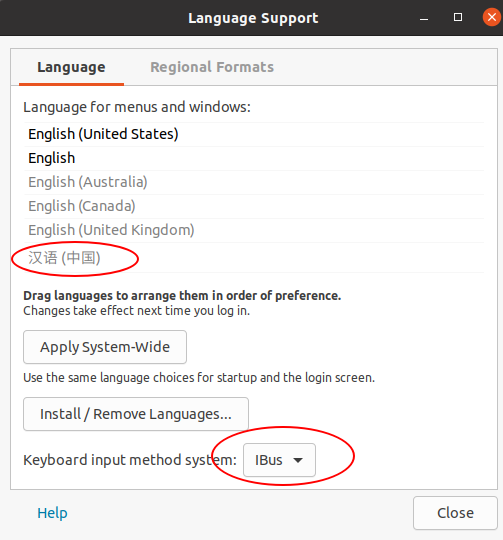 Language Support
Language Regional Formats
Language for menus and windows:
English (United States)
English
English (Australia)
English (Canada)
English (United Kingdom)
汉语 (中国)
Drag languages to arrange them in order of preference.
Changes take effect next time you log in.
Apply System-Wide
Use the same language choices for startup and the login screen.
Install / Remove Languages...
Keyboard input method system: IBus
Help Close